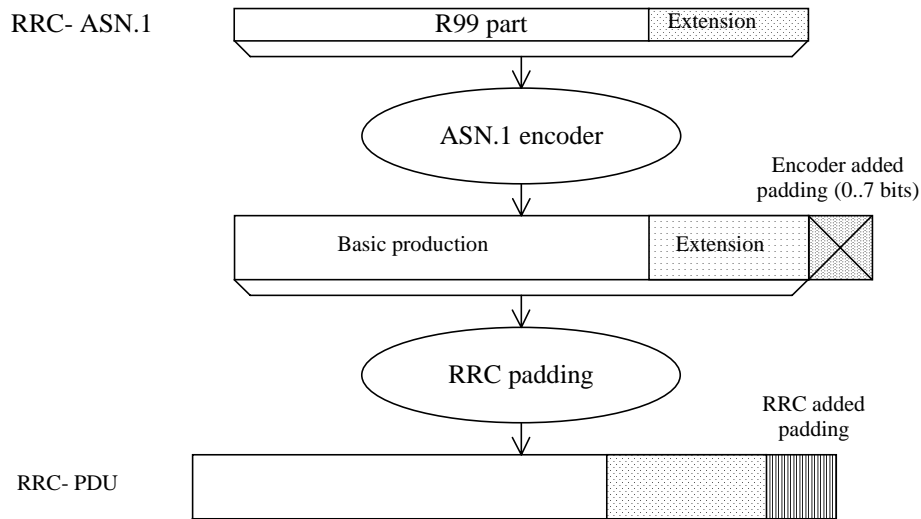 RRC- ASN.1
R99 part
Extension
ASN.1 encoder
Encoder added
padding (0..7 bits)
Basic production
Extension
RRC padding
RRC added
padding
RRC- PDU